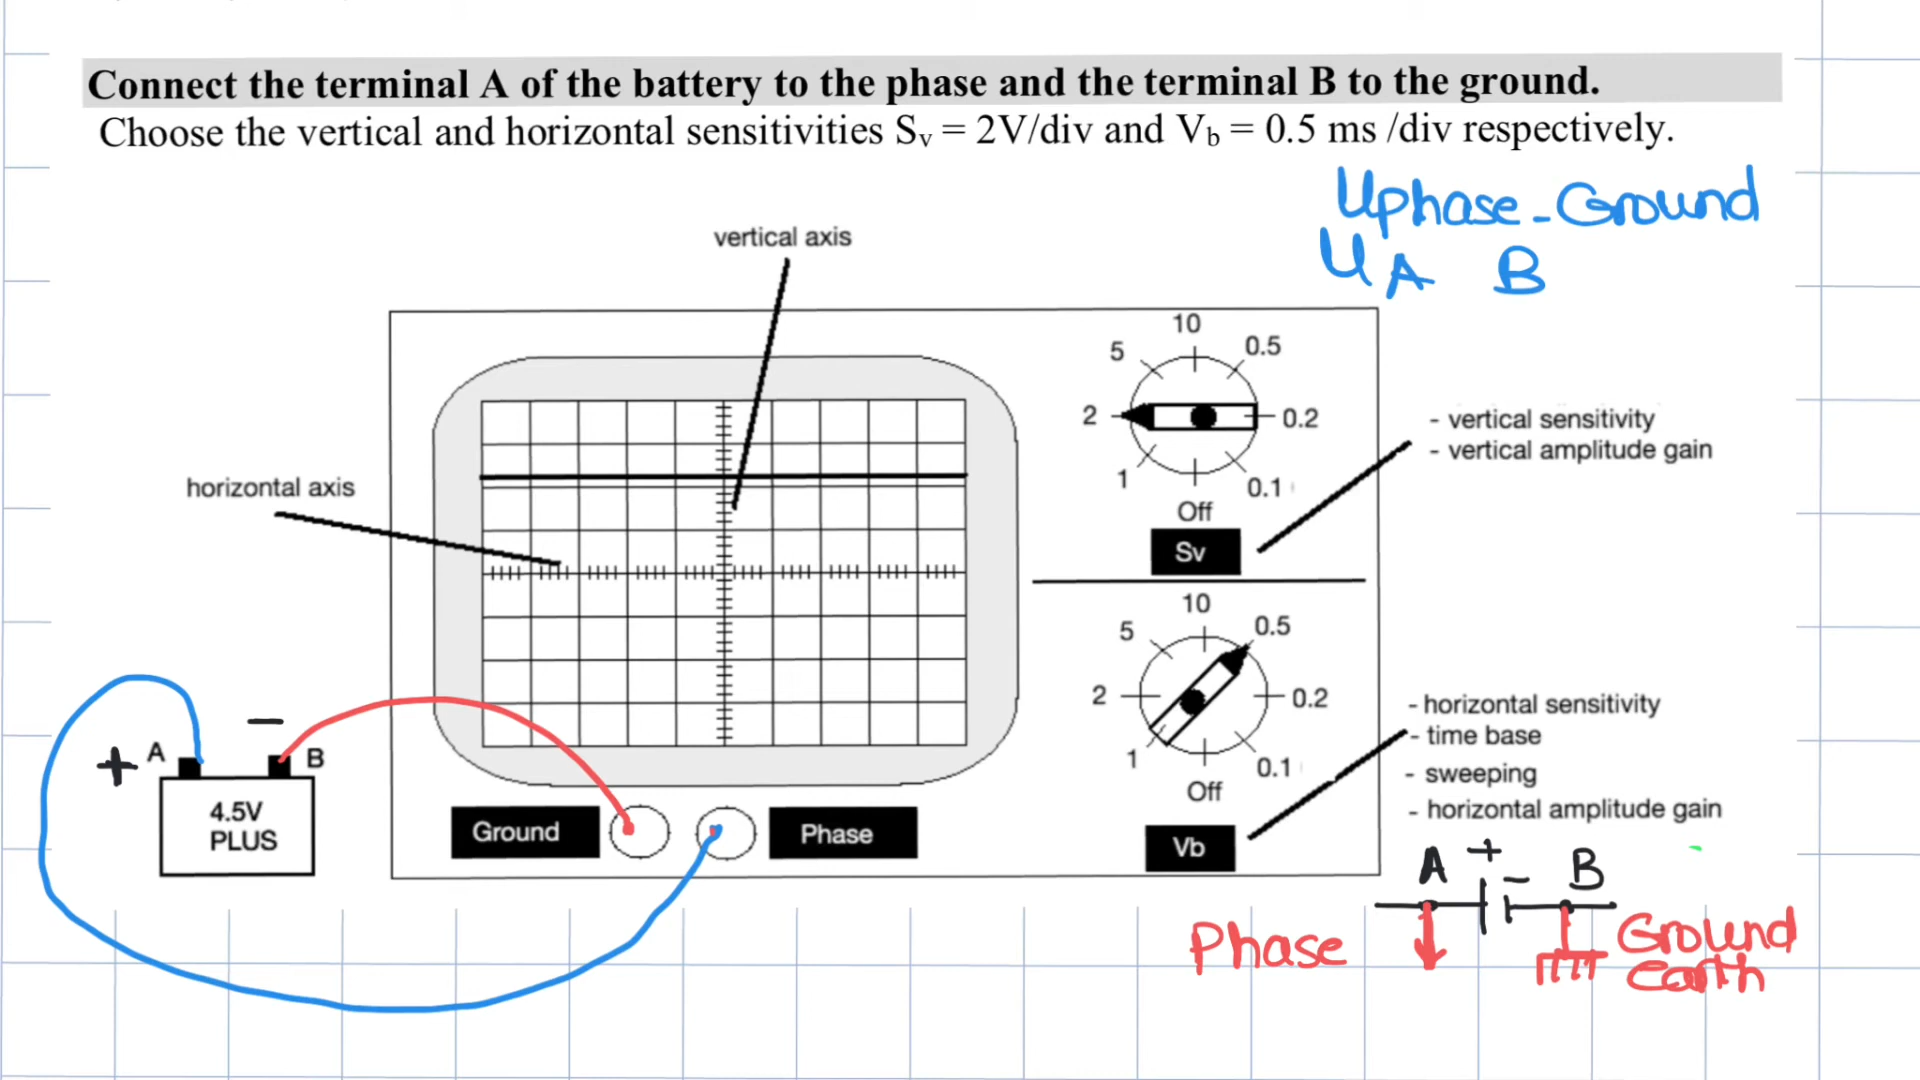 Connect the terminal A of the battery to the phase and the terminal B to the ground.
Choose the vertical and horizontal sensitivities Sv = 2V/div and Vb = 0.5 ms /div respectively.
Uphase-Ground
UA B
vertical axis
horizontal axis
10
5
0.5
2
0.2
1
0.1
Off
Sv
- vertical sensitivity
- vertical amplitude gain
10
5
0.5
2
0.2
1
0.1
Off
Vb
- horizontal sensitivity
- time base
- sweeping
- horizontal amplitude gain
+ A
− B
4.5V
PLUS
Ground
Phase
A + − B
Phase
Ground
Earth